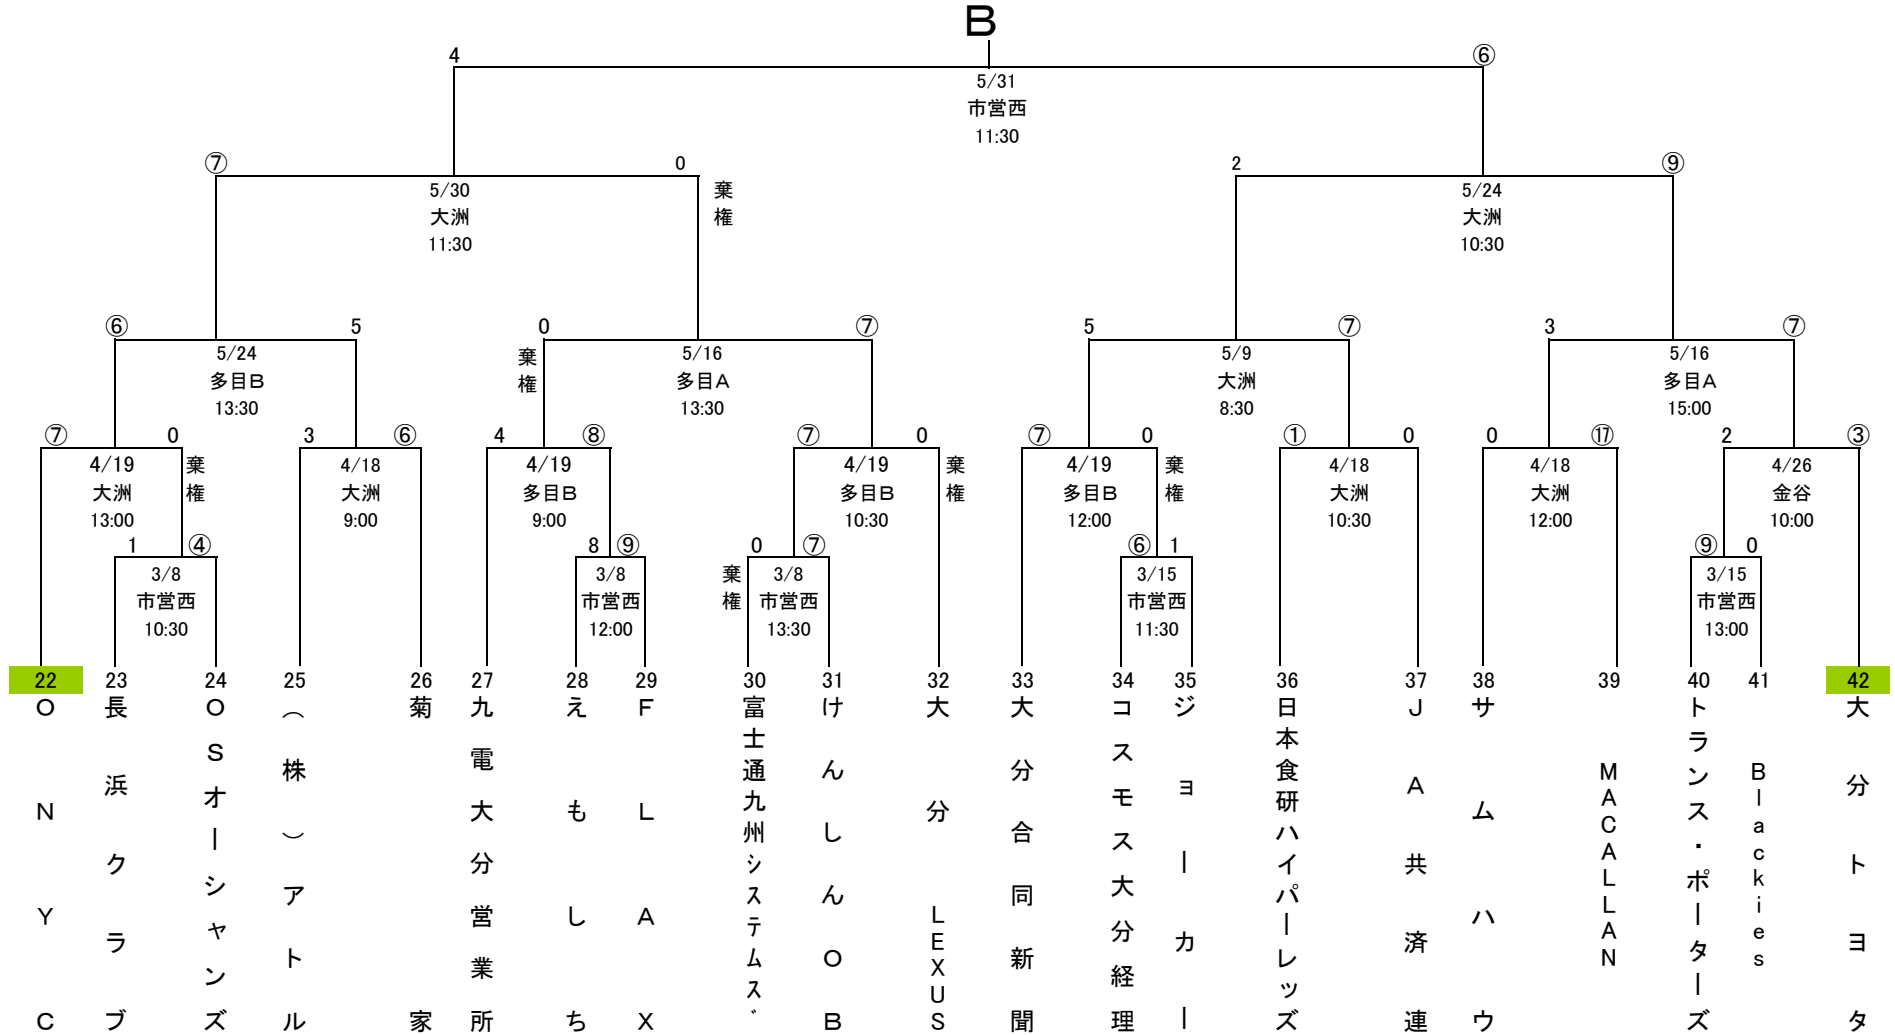 B
4 ⑥
5/31
市営西
11:30
⑦ 0 2 ⑨
棄権
5/30 5/24
大洲 大洲
11:30 10:30
⑥ 5 0 ⑦ 5 ⑦ 3 ⑦
棄権
5/24 5/16 5/9 5/16
多目B 多目A 大洲 多目A
13:30 13:30 8:30 15:00
⑦ 0 3 ⑥ 4 ⑧ ⑦ 0 ⑦ 0 ① 0 0 ⑰ 2 ③
棄権 棄権 棄権
4/19 4/18 4/19 4/19 4/19 4/18 4/18 4/26
大洲 大洲 多目B 多目B 多目B 大洲 大洲 金谷
13:00 9:00 9:00 10:30 12:00 10:30 12:00 10:00
1 ④ 8 ⑨ 0 ⑦ ⑥ 1 ⑨ 0
棄権
3/8 3/8 3/8 3/15 3/15
市営西 市営西 市営西 市営西 市営西
10:30 12:00 13:30 11:30 13:00
22 23 24 25 26 27 28 29 30 31 32 33 34 35 36 37 38 39 40 41 42
ONYC
長浜クラブ
OSオーシャンズ
（株）アトル
菊家
九電大分営業所
えもしち
FLAX
富士通九州ｼｽﾃﾑｽﾞ
けんしんOB
大分LEXUS
大分合同新聞
コスモス大分経理
ジョーカー
日本食研ハイパーレッズ
JA共済連
サムハウ
MACALLAN
トランス・ポーターズ
Blackies
大分トヨタ